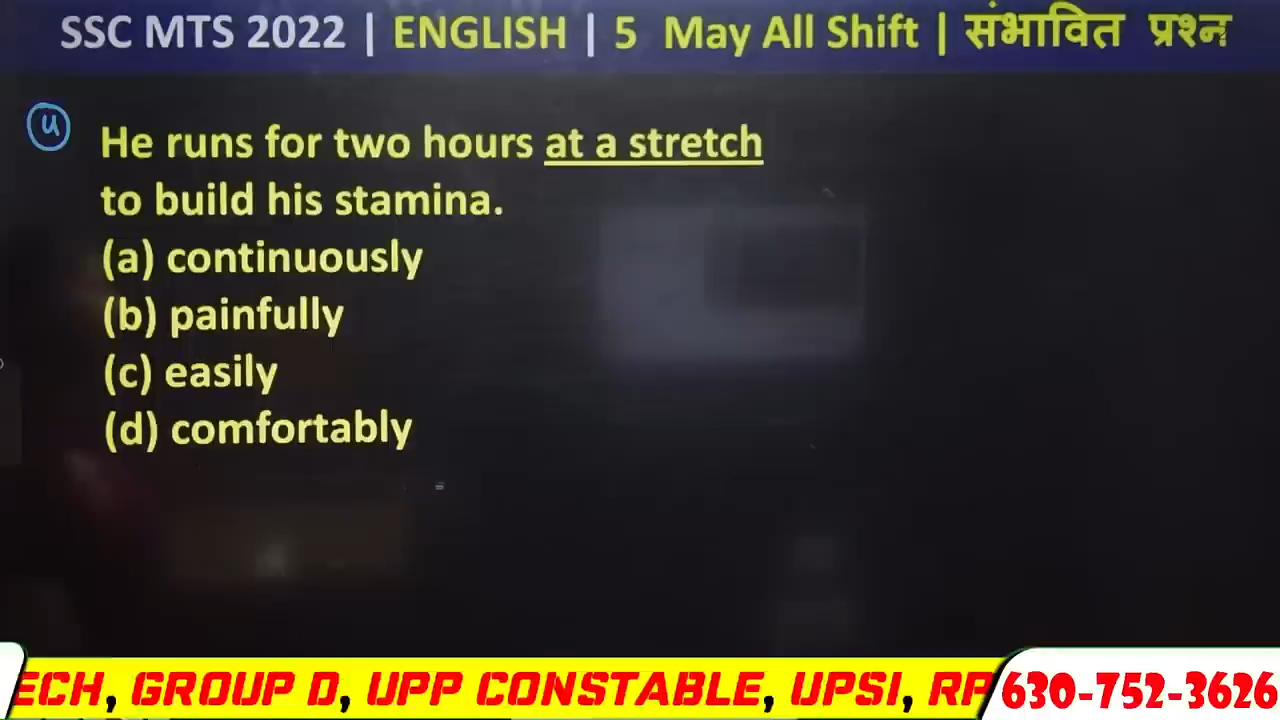 SSC MTS 2022 | ENGLISH | 5 May All Shift | संभावित प्रश्न
He runs for two hours at a stretch
to build his stamina.
(a) continuously
(b) painfully
(c) easily
(d) comfortably
ECH, GROUP D, UPP CONSTABLE, UPSI, RP
630-752-3626